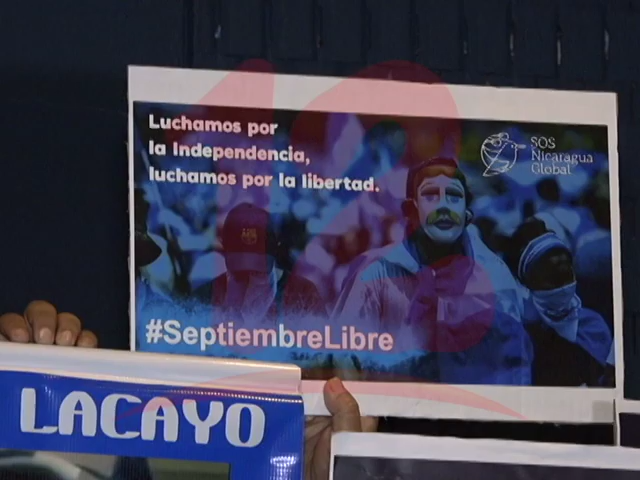 Luchamos por
la Independencia,
luchamos por la libertad.
SOS
Nicaragua
Global
#SeptiembreLibre
LACAYO